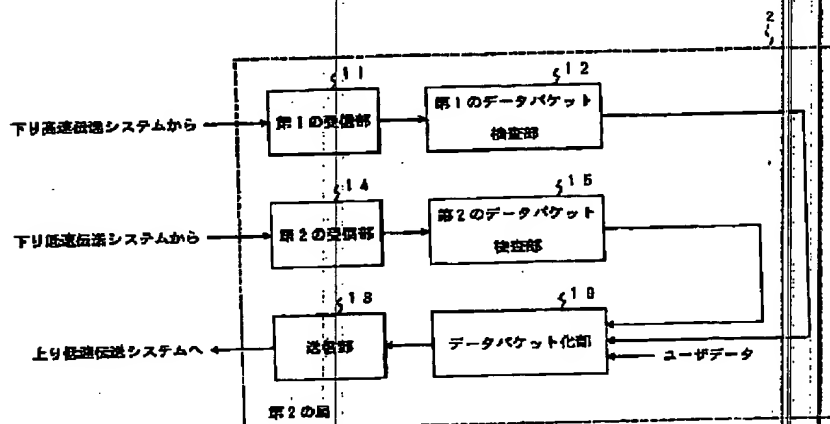 2
11
12
下り高速伝送システムから
第1の受信部
第1のデータパケット
検査部
14
15
下り低速伝送システムから
第2の受信部
第2のデータパケット
検査部
13
16
上り低速伝送システムへ
送信部
データパケット化部
ユーザデータ
第2の局